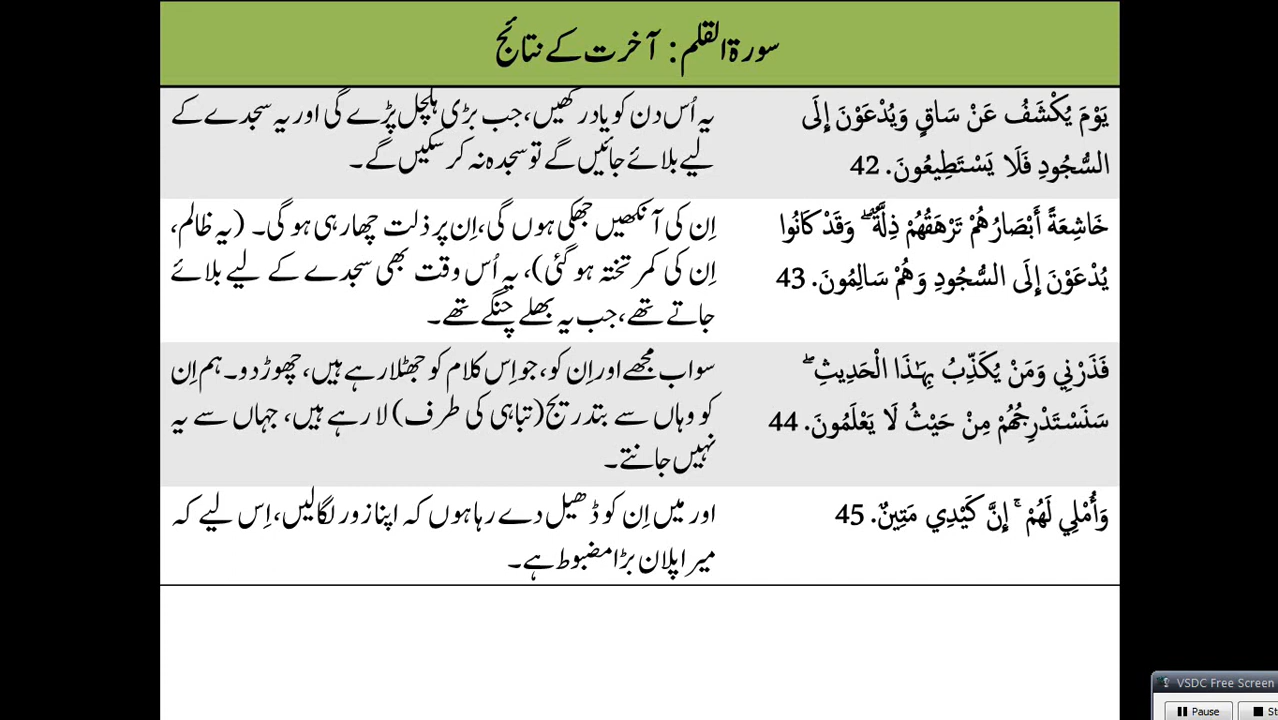 سورۃ القلم: آخرت کے نتائج
يَوْمَ يُكْشَفُ عَنْ سَاقٍ وَيُدْعَوْنَ إِلَى
السُّجُودِ فَلَا يَسْتَطِيعُونَ. 42
یہ اُس دن کو یاد رکھیں، جب بڑی ہلچل پڑے گی اور یہ سجدے کے
لیے بلائے جائیں گے تو سجدہ نہ کر سکیں گے۔
خَاشِعَةً أَبْصَارُهُمْ تَرْهَقُهُمْ ذِلَّةٌ ۖ وَقَدْ كَانُوا
يُدْعَوْنَ إِلَى السُّجُودِ وَهُمْ سَالِمُونَ. 43
اِن کی آنکھیں جھکی ہوں گی، اِن پر ذلت چھا رہی ہو گی۔ (یہ ظالم،
اِن کی کمر تختہ ہو گئی)، یہ اُس وقت بھی سجدے کے لیے بلائے
جاتے تھے، جب یہ بھلے چنگے تھے۔
فَذَرْنِي وَمَنْ يُكَذِّبُ بِهَٰذَا الْحَدِيثِ ۖ
سَنَسْتَدْرِجُهُمْ مِنْ حَيْثُ لَا يَعْلَمُونَ. 44
سو اب مجھے اور اِن کو، جو اِس کلام کو جھٹلا رہے ہیں، چھوڑ دو۔ ہم اِن
کو وہاں سے بتدریج (تباہی کی طرف) لا رہے ہیں، جہاں سے یہ
نہیں جانتے۔
وَأُمْلِي لَهُمْ ۚ إِنَّ كَيْدِي مَتِينٌ. 45
اور میں اِن کو ڈھیل دے رہا ہوں کہ اپنا زور لگا لیں، اِس لیے کہ
میرا پلان بڑا مضبوط ہے۔
VSDC Free Screen
Pause
St